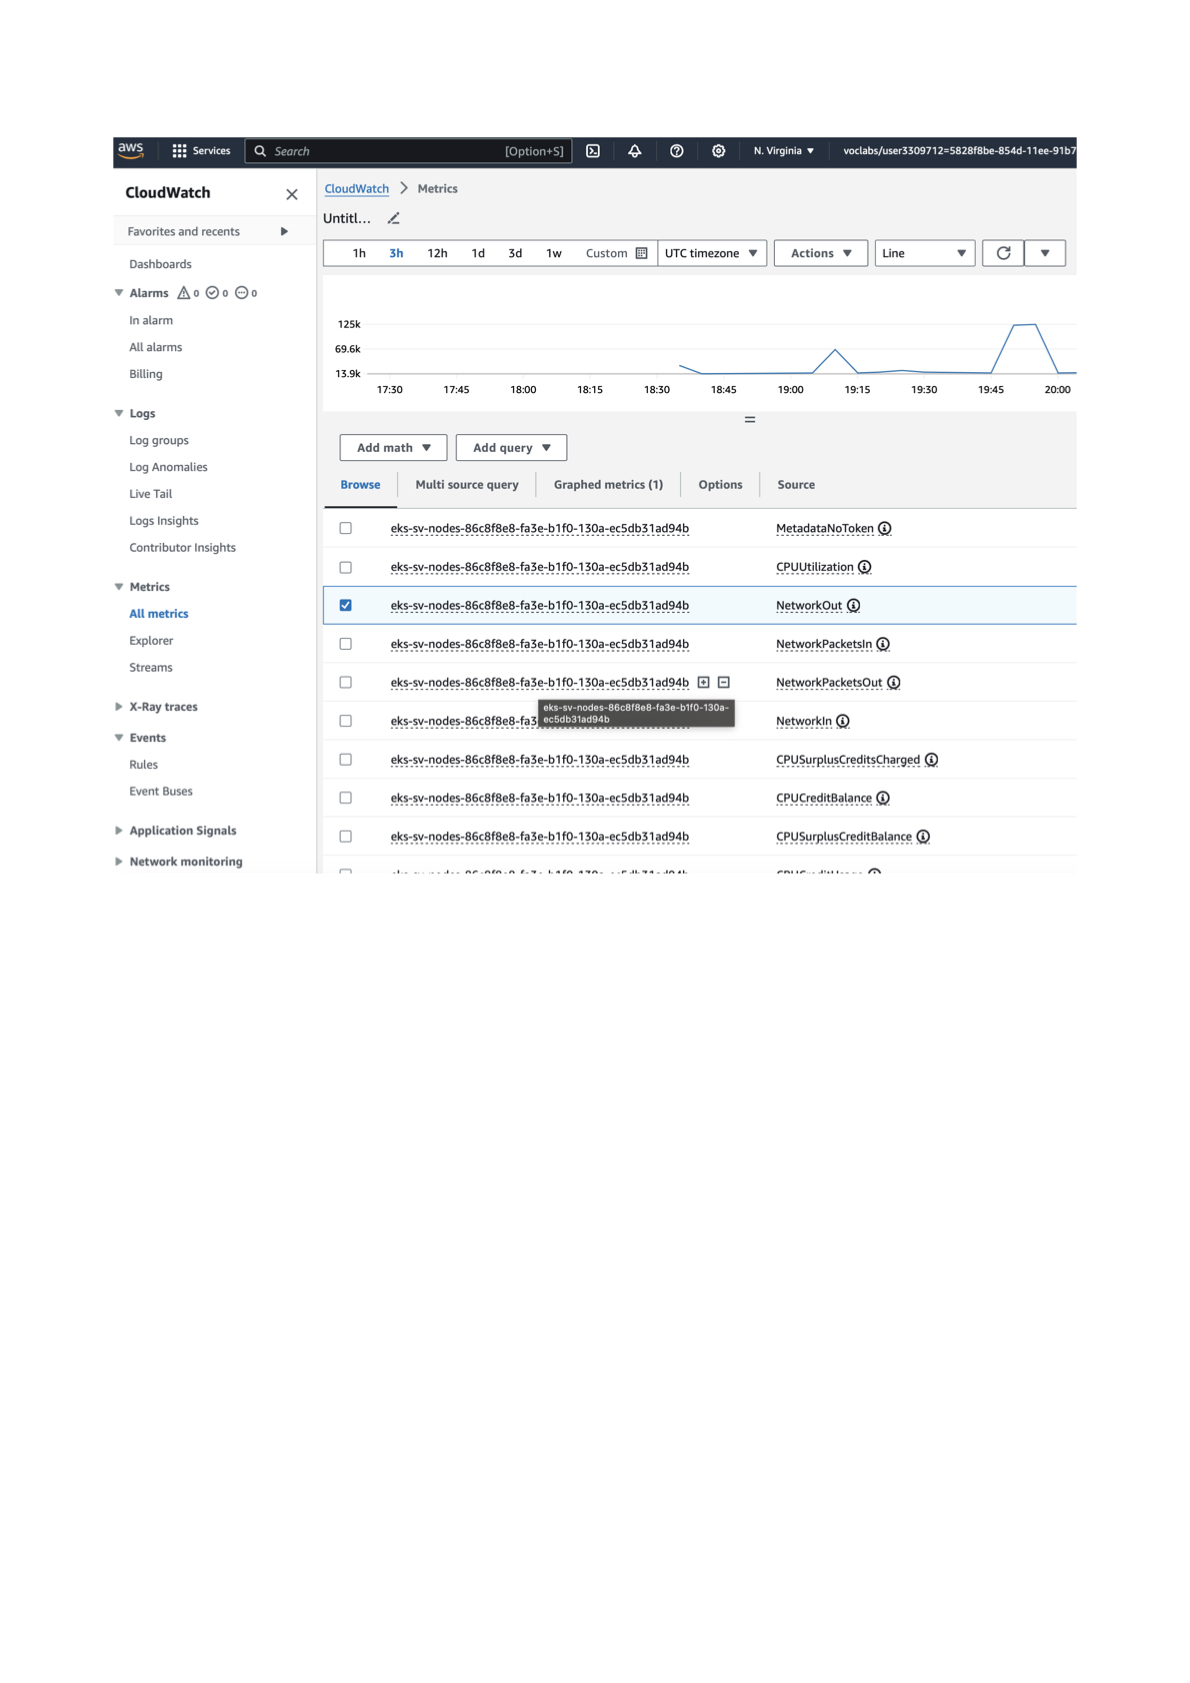 aws Services Search [Option+S] N. Virginia voclabs/user3309712=5828f8be-854d-11ee-91b7
CloudWatch
Favorites and recents
Dashboards
Alarms 0 0 0
In alarm
All alarms
Billing
Logs
Log groups
Log Anomalies
Live Tail
Logs Insights
Contributor Insights
Metrics
All metrics
Explorer
Streams
X-Ray traces
Events
Rules
Event Buses
Application Signals
Network monitoring
CloudWatch > Metrics
Untitl...
1h 3h 12h 1d 3d 1w Custom UTC timezone Actions Line
125k
69.6k
13.9k
17:30 17:45 18:00 18:15 18:30 18:45 19:00 19:15 19:30 19:45 20:00
Add math Add query
Browse Multi source query Graphed metrics (1) Options Source
eks-sv-nodes-86c8f8e8-fa3e-b1f0-130a-ec5db31ad94b MetadataNoToken
eks-sv-nodes-86c8f8e8-fa3e-b1f0-130a-ec5db31ad94b CPUUtilization
eks-sv-nodes-86c8f8e8-fa3e-b1f0-130a-ec5db31ad94b NetworkOut
eks-sv-nodes-86c8f8e8-fa3e-b1f0-130a-ec5db31ad94b NetworkPacketsIn
eks-sv-nodes-86c8f8e8-fa3e-b1f0-130a-ec5db31ad94b NetworkPacketsOut
eks-sv-nodes-86c8f8e8-fa3e-b1f0-130a-
ec5db31ad94b
eks-sv-nodes-86c8f8e8-fa3 NetworkIn
eks-sv-nodes-86c8f8e8-fa3e-b1f0-130a-ec5db31ad94b CPUSurplusCreditsCharged
eks-sv-nodes-86c8f8e8-fa3e-b1f0-130a-ec5db31ad94b CPUCreditBalance
eks-sv-nodes-86c8f8e8-fa3e-b1f0-130a-ec5db31ad94b CPUSurplusCreditBalance
eks-sv-nodes-86c8f8e8-fa3e-b1f0-130a-ec5db31ad94b CPUCreditUsage